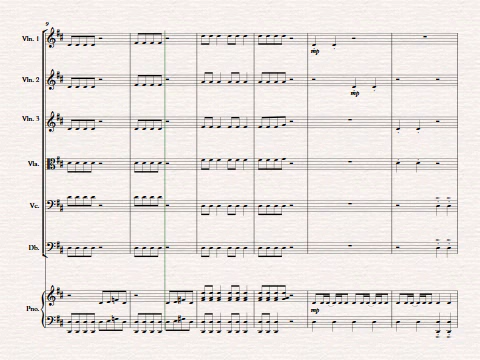 9
Vln. 1
mp
Vln. 2
mp
Vln. 3
Vla.
Vc.
Db.
Pno.
mp